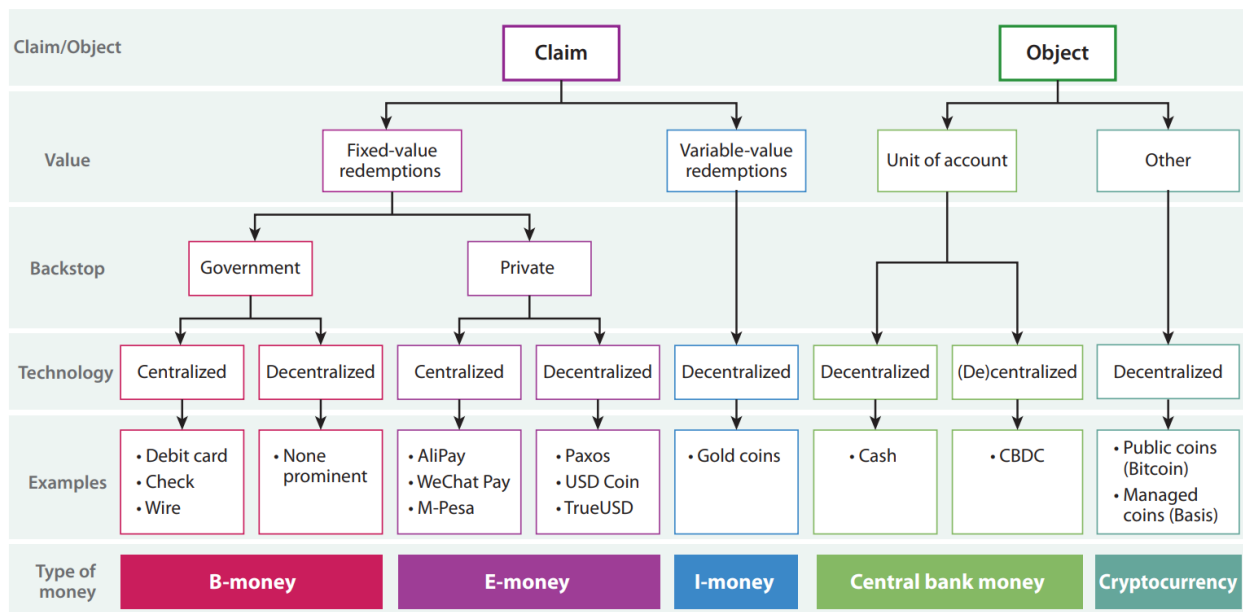 Claim/Object
Claim
Object
Value
Fixed-value
redemptions
Variable-value
redemptions
Unit of account
Other
Backstop
Government
Private
Technology
Centralized
Decentralized
Centralized
Decentralized
Decentralized
Decentralized
(De)centralized
Decentralized
Examples
• Debit card
• Check
• Wire
• None
prominent
• AliPay
• WeChat Pay
• M-Pesa
• Paxos
• USD Coin
• TrueUSD
• Gold coins
• Cash
• CBDC
• Public coins
(Bitcoin)
• Managed
coins (Basis)
Type of
money
B-money
E-money
I-money
Central bank money
Cryptocurrency